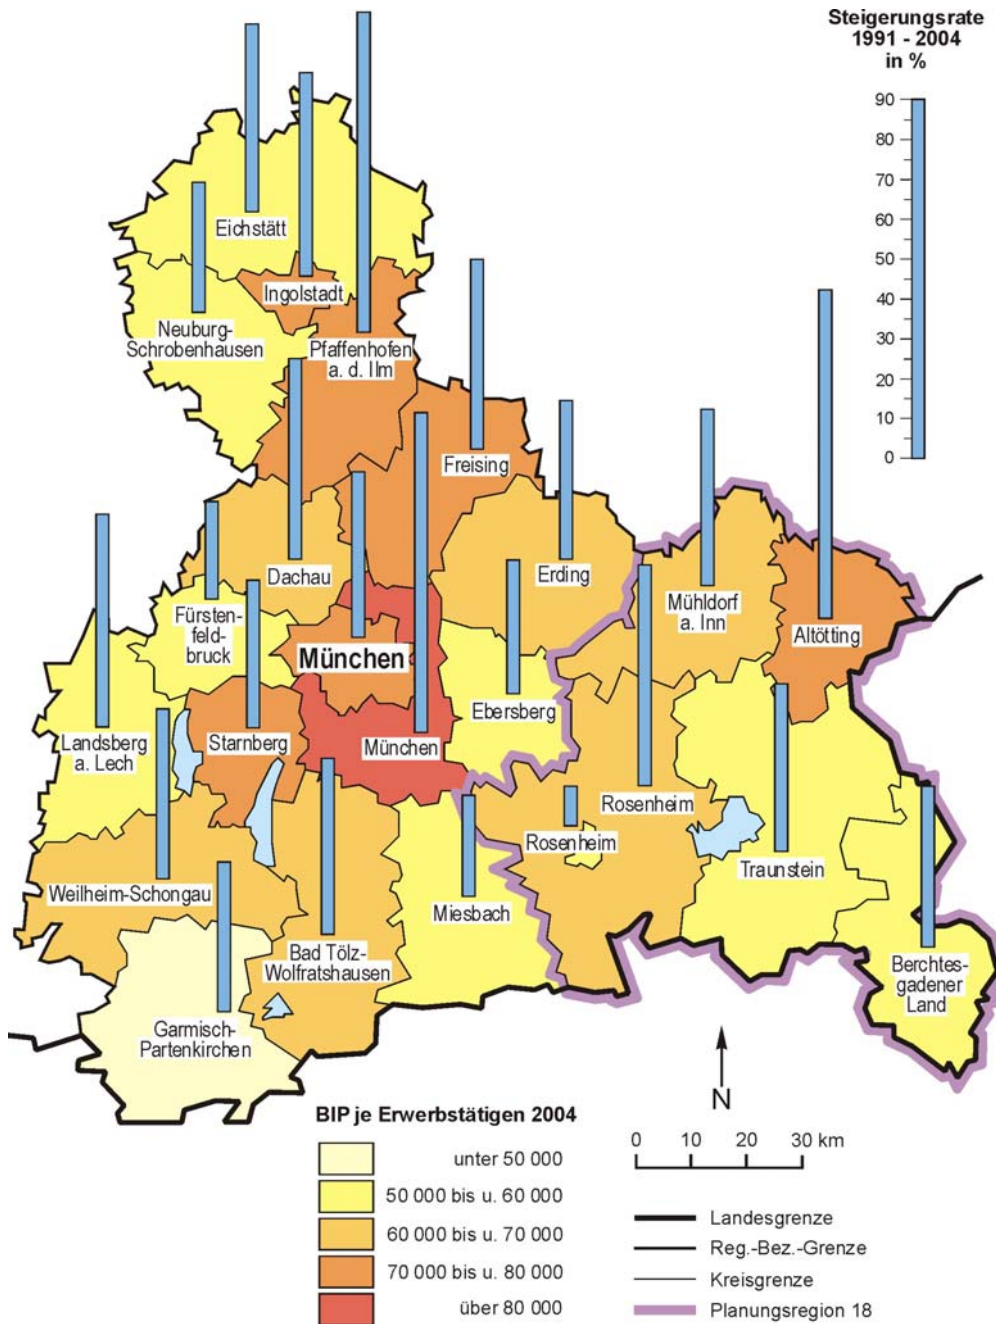 Steigerungsrate
1991 - 2004
in %
90
80
70
60
50
40
30
20
10
0
Eichstätt
Ingolstadt
Neuburg-
Schrobenhausen
Pfaffenhofen
a. d. Ilm
Freising
Dachau
Erding
Mühldorf
a. Inn
Altötting
Fürsten-
feld-
bruck
München
Ebersberg
Landsberg
a. Lech
Starnberg
München
Rosenheim
Rosenheim
Traunstein
Weilheim-Schongau
Miesbach
Bad Tölz-
Wolfratshausen
Berchtes-
gadener
Land
Garmisch-
Partenkirchen
N
0 10 20 30 km
BIP je Erwerbstätigen 2004
unter 50 000
50 000 bis u. 60 000
60 000 bis u. 70 000
70 000 bis u. 80 000
über 80 000
Landesgrenze
Reg.-Bez.-Grenze
Kreisgrenze
Planungsregion 18